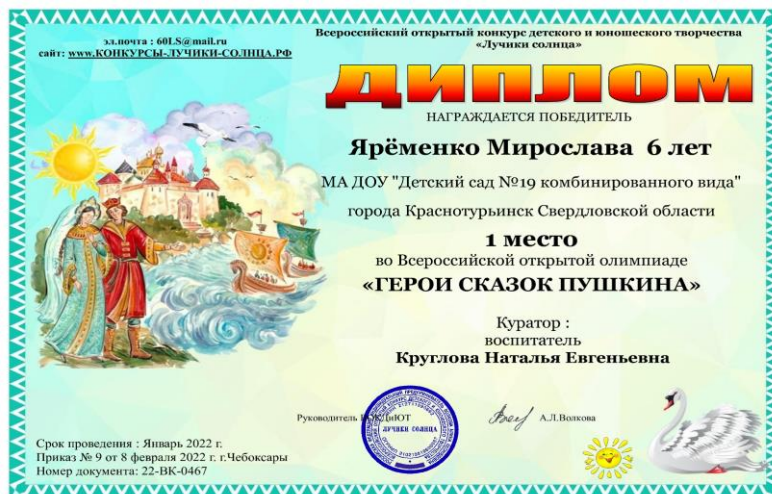 эл.почта : 60LS@mail.ru
сайт: www.КОНКУРСЫ-ЛУЧИКИ-СОЛНЦА.РФ
Всероссийский открытый конкурс детского и юношеского творчества
«Лучики солнца»
ДИПЛОМ
НАГРАЖДАЕТСЯ ПОБЕДИТЕЛЬ
Ярёменко Мирослава 6 лет
МА ДОУ "Детский сад №19 комбинированного вида"
города Краснотурьинск Свердловской области
1 место
во Всероссийской открытой олимпиаде
«ГЕРОИ СКАЗОК ПУШКИНА»
Куратор :
воспитатель
Круглова Наталья Евгеньевна
Руководитель А.Л.Волкова
ЛУЧИКИ СОЛНЦА
Срок проведения : Январь 2022 г.
Приказ № 9 от 8 февраля 2022 г. г.Чебоксары
Номер документа: 22-ВК-0467